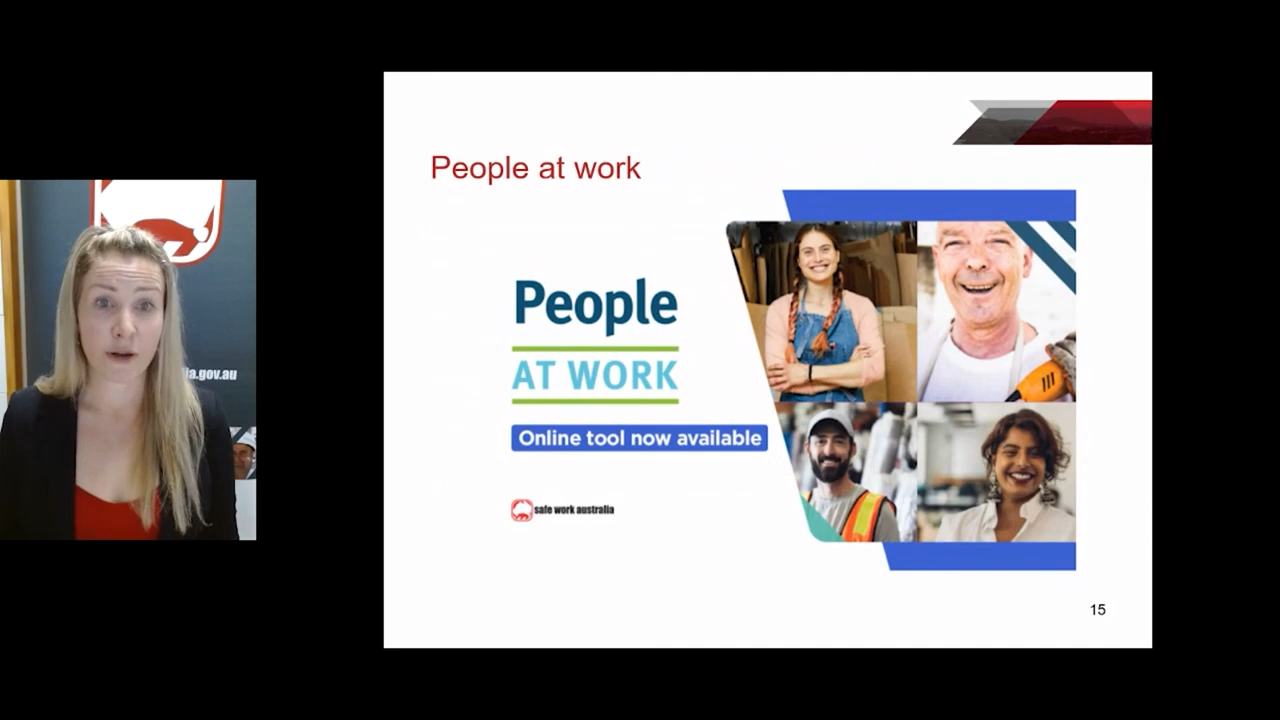 People at work
People
AT WORK
Online tool now available
safe work australia
15
ia.gov.au